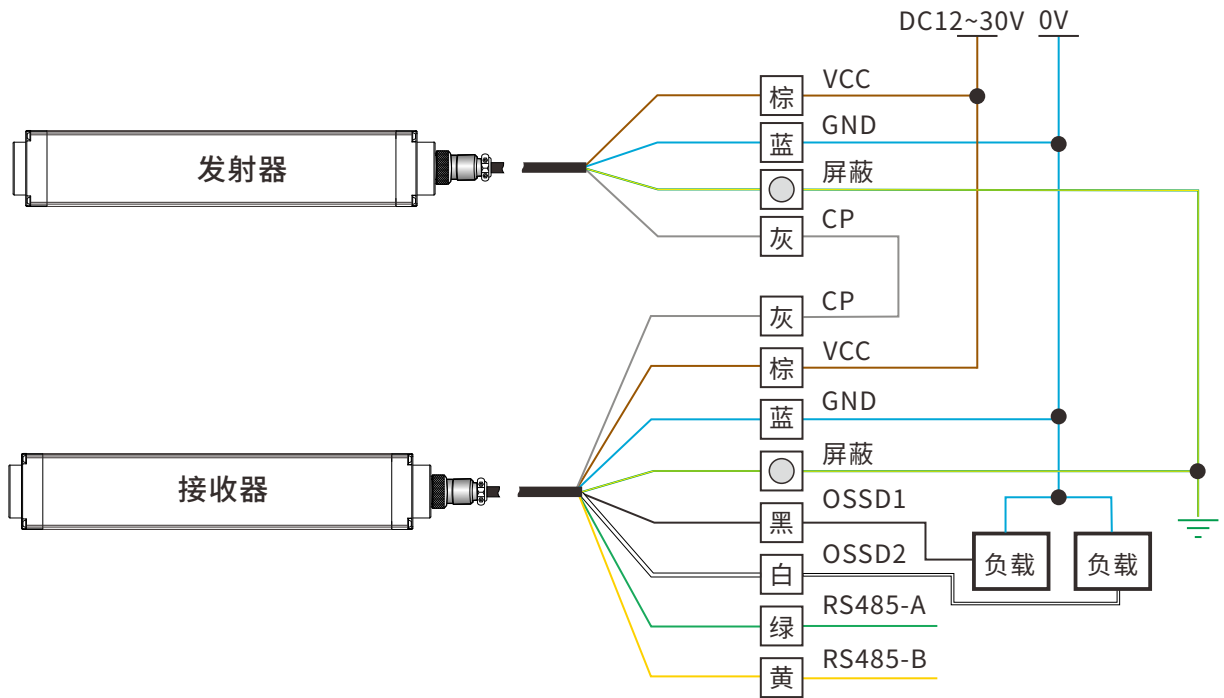 DC12~30V 0V
棕 VCC
蓝 GND
发射器
屏蔽
灰 CP
灰 CP
棕 VCC
蓝 GND
屏蔽
接收器
黑 OSSD1
白 OSSD2
负载 负载
绿 RS485-A
黄 RS485-B